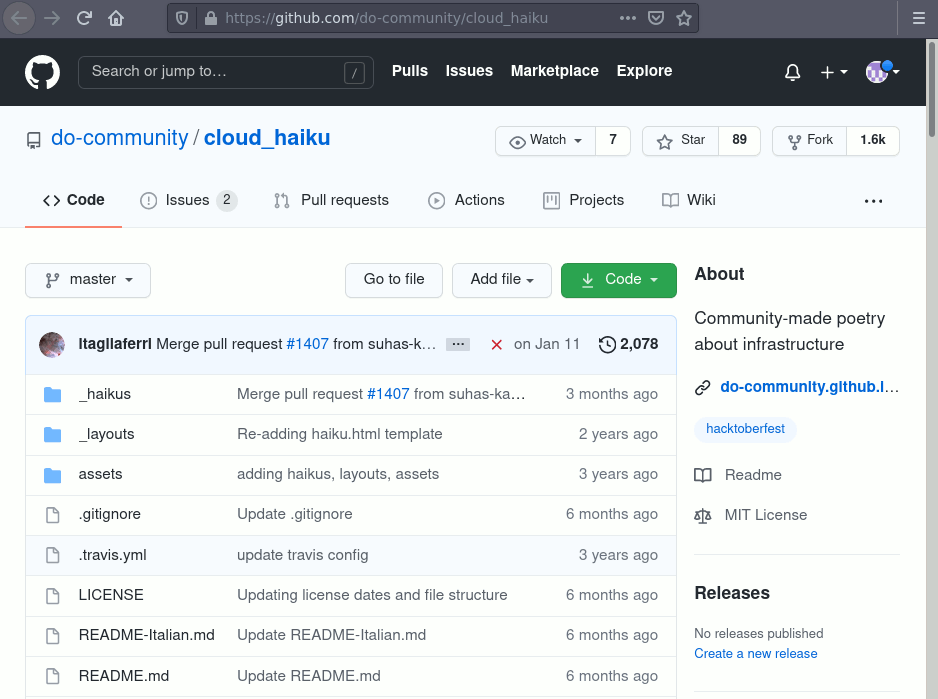 https://github.com/do-community/cloud_haiku
Search or jump to… / Pulls Issues Marketplace Explore
do-community / cloud_haiku
Watch 7 Star 89 Fork 1.6k
Code Issues 2 Pull requests Actions Projects Wiki
master Go to file Add file Code
ltagliaferri Merge pull request #1407 from suhas-k… on Jan 11 2,078
_haikus Merge pull request #1407 from suhas-ka… 3 months ago
_layouts Re-adding haiku.html template 2 years ago
assets adding haikus, layouts, assets 3 years ago
.gitignore Update .gitignore 6 months ago
.travis.yml update travis config 3 years ago
LICENSE Updating license dates and file structure 6 months ago
README-Italian.md Update README-Italian.md 6 months ago
README.md Update README.md 6 months ago
About
Community-made poetry
about infrastructure
do-community.github.i…
hacktoberfest
Readme
MIT License
Releases
No releases published
Create a new release